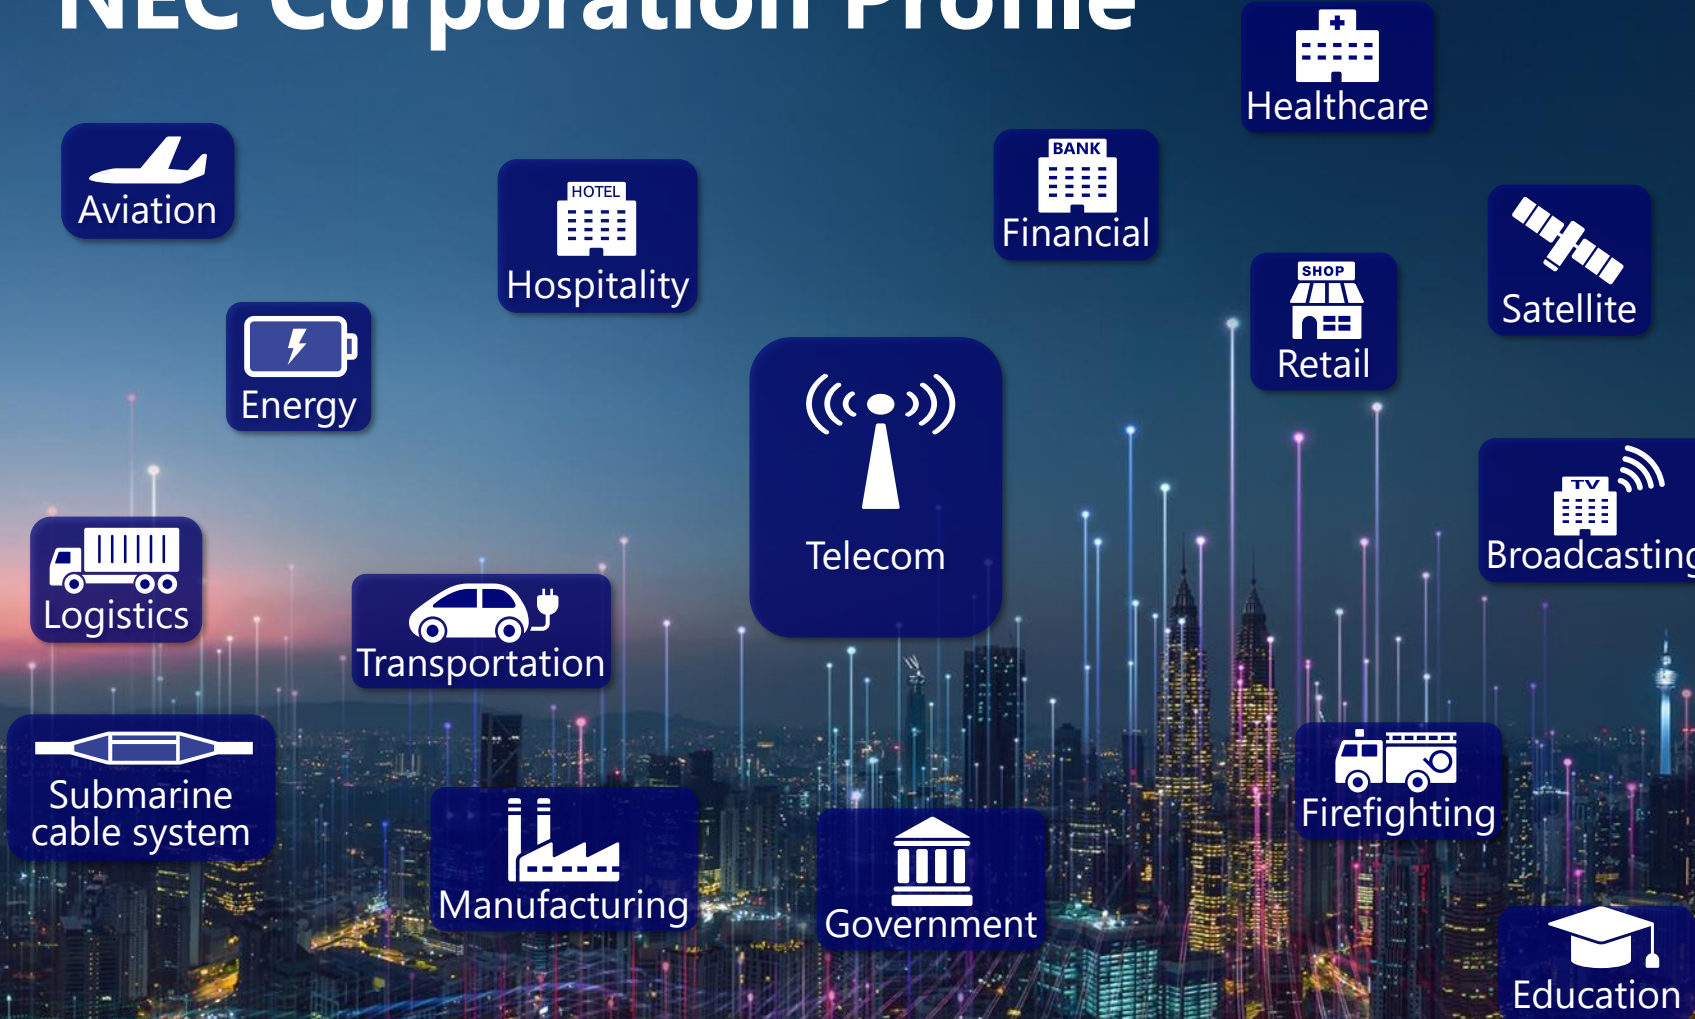 NEC Corporation Profile
Healthcare
Aviation
HOTEL
Hospitality
BANK
Financial
Satellite
SHOP
Retail
Energy
Telecom
TV
Broadcasting
Logistics
Transportation
Submarine
cable system
Manufacturing
Government
Firefighting
Education